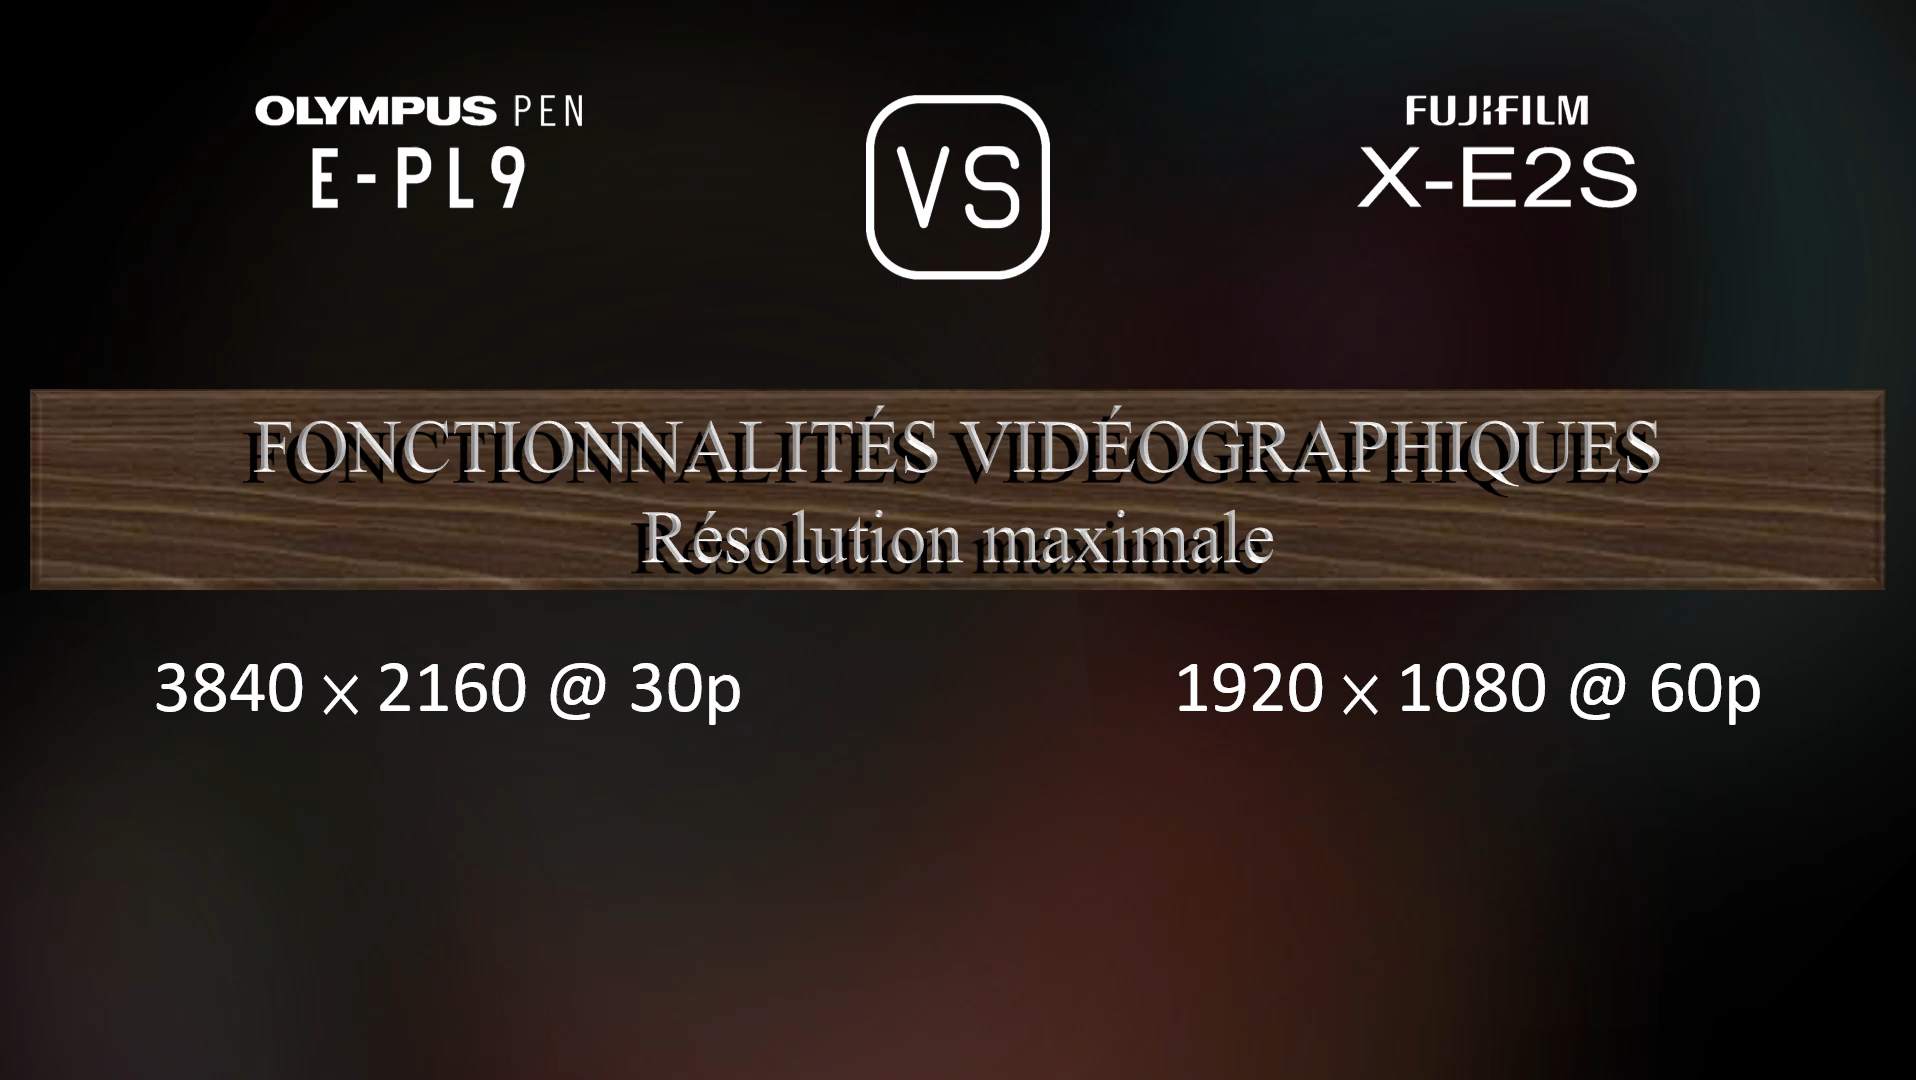 OLYMPUS PEN
E-PL9
VS
FUJIFILM
X-E2S
FONCTIONNALITÉS VIDÉOGRAPHIQUES
Résolution maximale
3840 x 2160 @ 30p
1920 x 1080 @ 60p